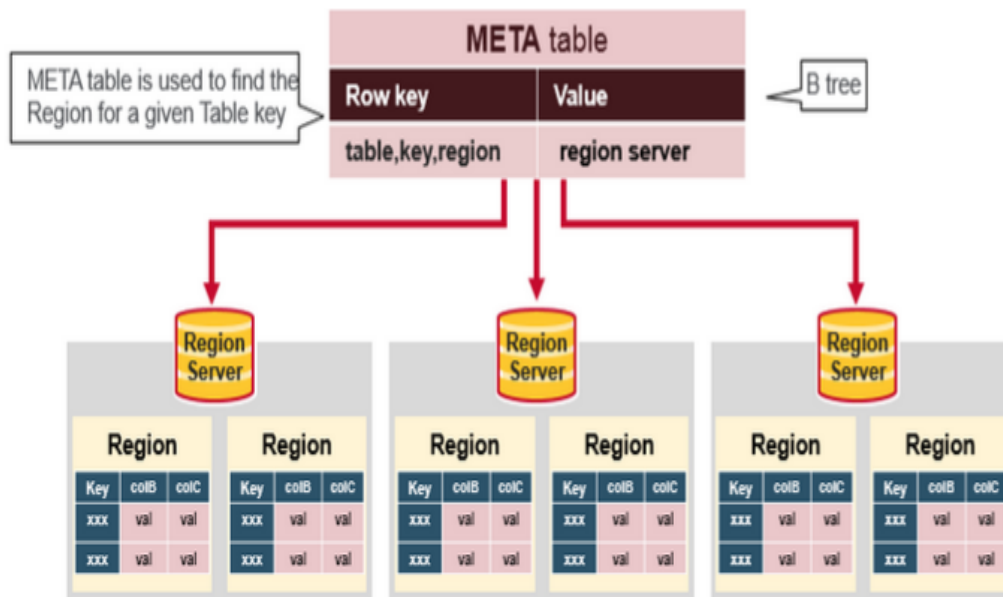 META table
META table is used to find the
Region for a given Table key
Row key Value
B tree
table,key,region region server
Region
Server
Region
Server
Region
Server
Region Region Region Region Region Region
Key colB colC Key colB colC Key colB colC Key colB colC Key colB colC Key colB colC
xxx val val xxx val val xxx val val xxx val val xxx val val xxx val val
xxx val val xxx val val xxx val val xxx val val xxx val val xxx val val